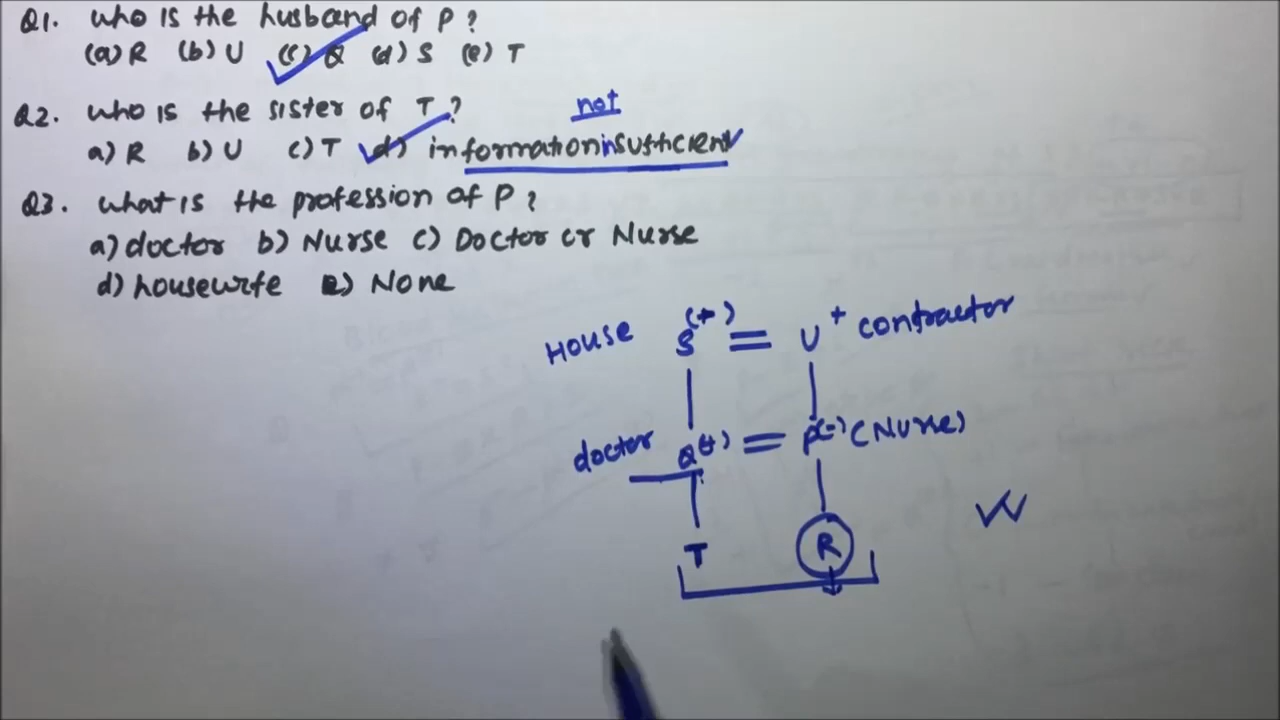 Q1. who is the husband of P?
(a) R (b) U (c) Q (d) S (e) T
Q2. who is the sister of T?
not
a) R b) U c) T d) information insufficient
Q3. what is the profession of P?
a) doctor b) Nurse c) Doctor or Nurse
d) housewife e) None
House S(+) = U+ contractor
doctor Q(+) = P(-) (Nurse)
T R